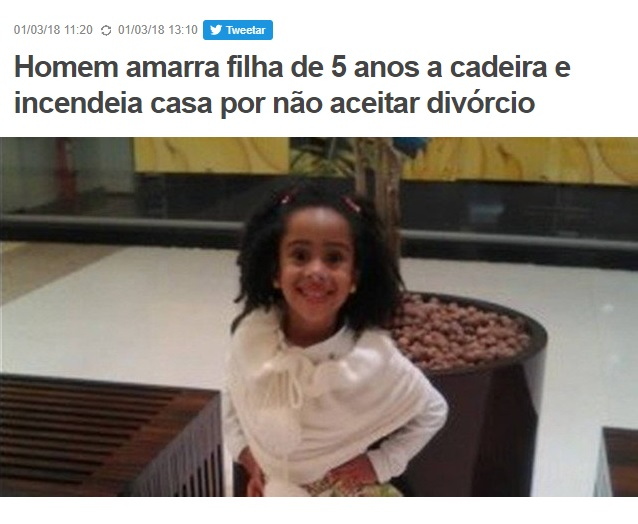 01/03/18 11:20 01/03/18 13:10 Tweetar
Homem amarra filha de 5 anos a cadeira e
incendeia casa por não aceitar divórcio